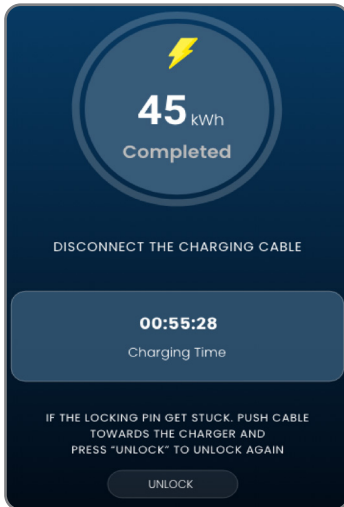 45 kWh
Completed
DISCONNECT THE CHARGING CABLE
00:55:28
Charging Time
IF THE LOCKING PIN GET STUCK. PUSH CABLE
TOWARDS THE CHARGER AND
PRESS “UNLOCK” TO UNLOCK AGAIN
UNLOCK